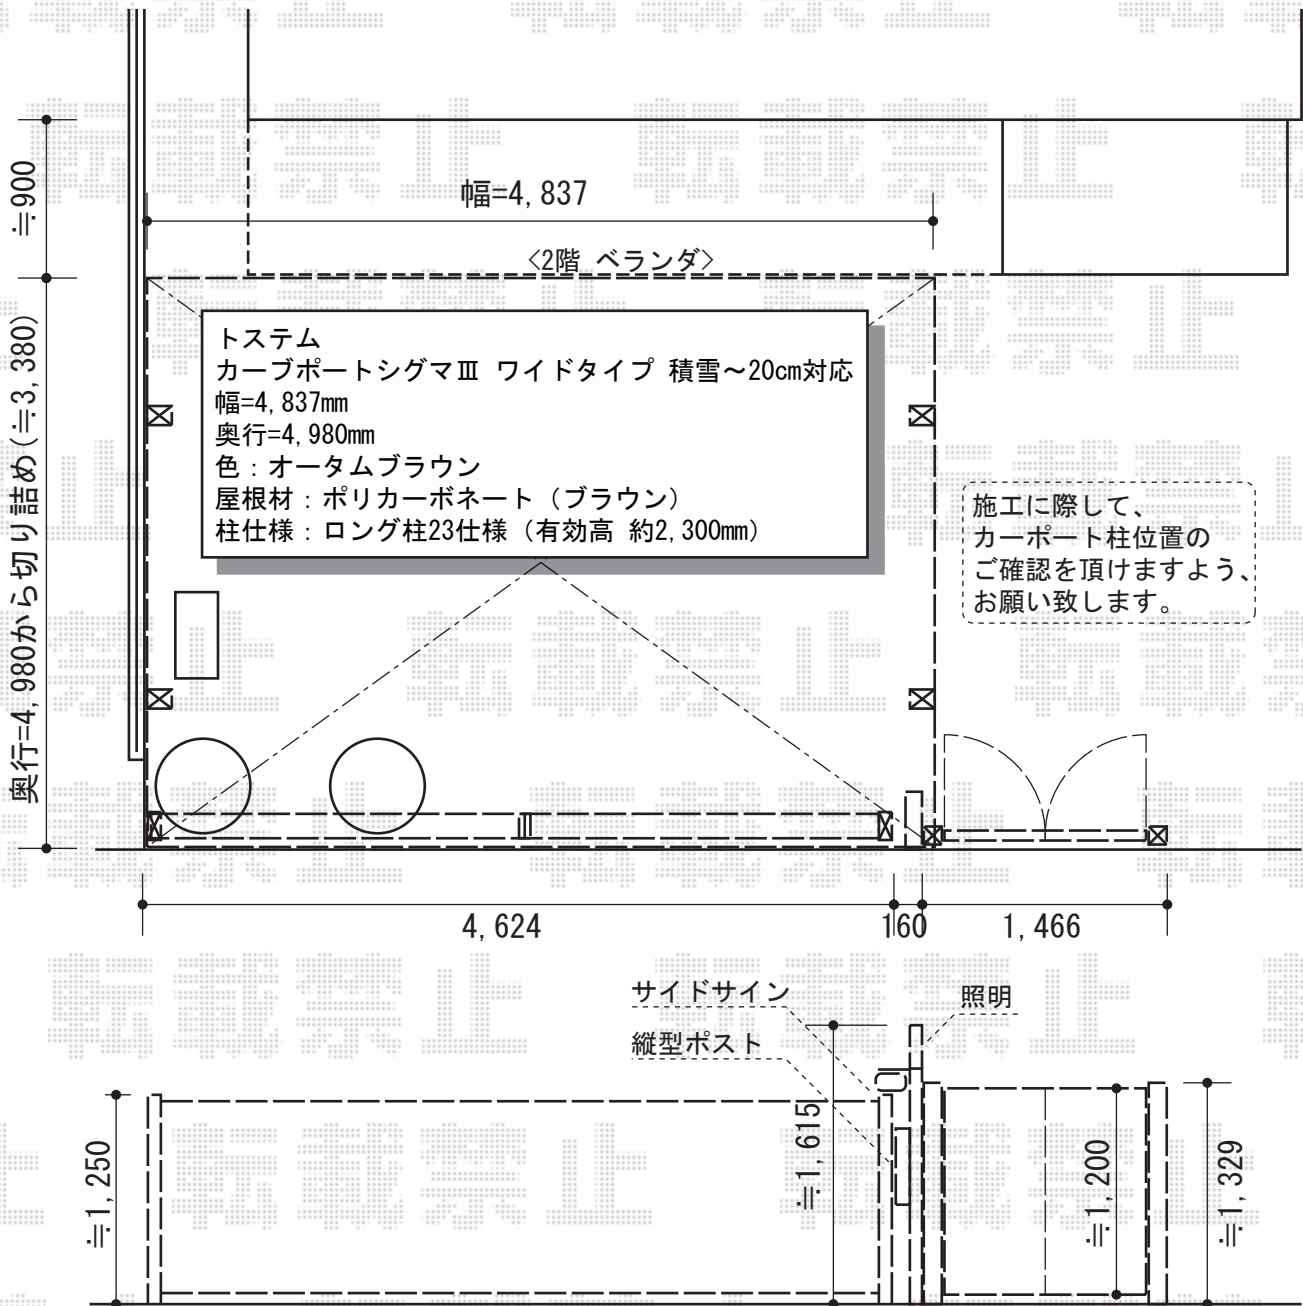 幅=4,837
<2階 ベランダ>
≒900
奥行=4,980から切り詰め(≒3,380)
トステム
カーブポートシグマⅢ ワイドタイプ 積雪～20cm対応
幅=4,837mm
奥行=4,980mm
色：オータムブラウン
屋根材：ポリカーボネート（ブラウン）
柱仕様：ロング柱23仕様（有効高 約2,300mm）
施工に際して、
カーポート柱位置の
ご確認を頂けますよう、
お願い致します。
4,624
160
1,466
サイドサイン
照明
縦型ポスト
≒1,250
≒1,615
≒1,200
≒1,329
転載禁止